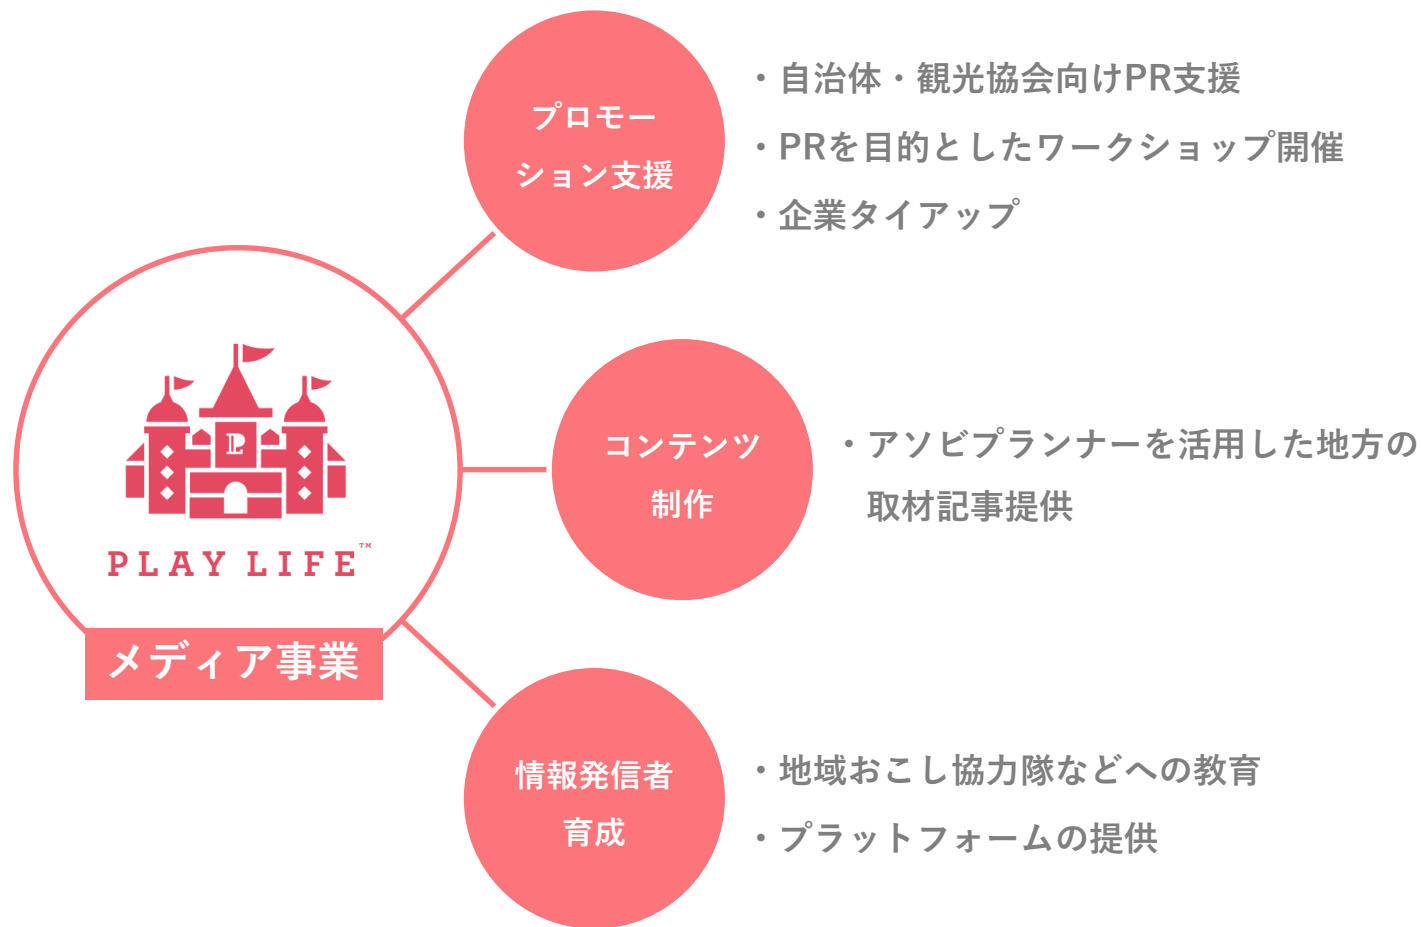 プロモー
ション支援
・自治体・観光協会向けPR支援
・PRを目的としたワークショップ開催
・企業タイアップ
PL
PLAY LIFE™
メディア事業
コンテンツ
制作
・アソビプランナーを活用した地方の
取材記事提供
情報発信者
育成
・地域おこし協力隊などへの教育
・プラットフォームの提供